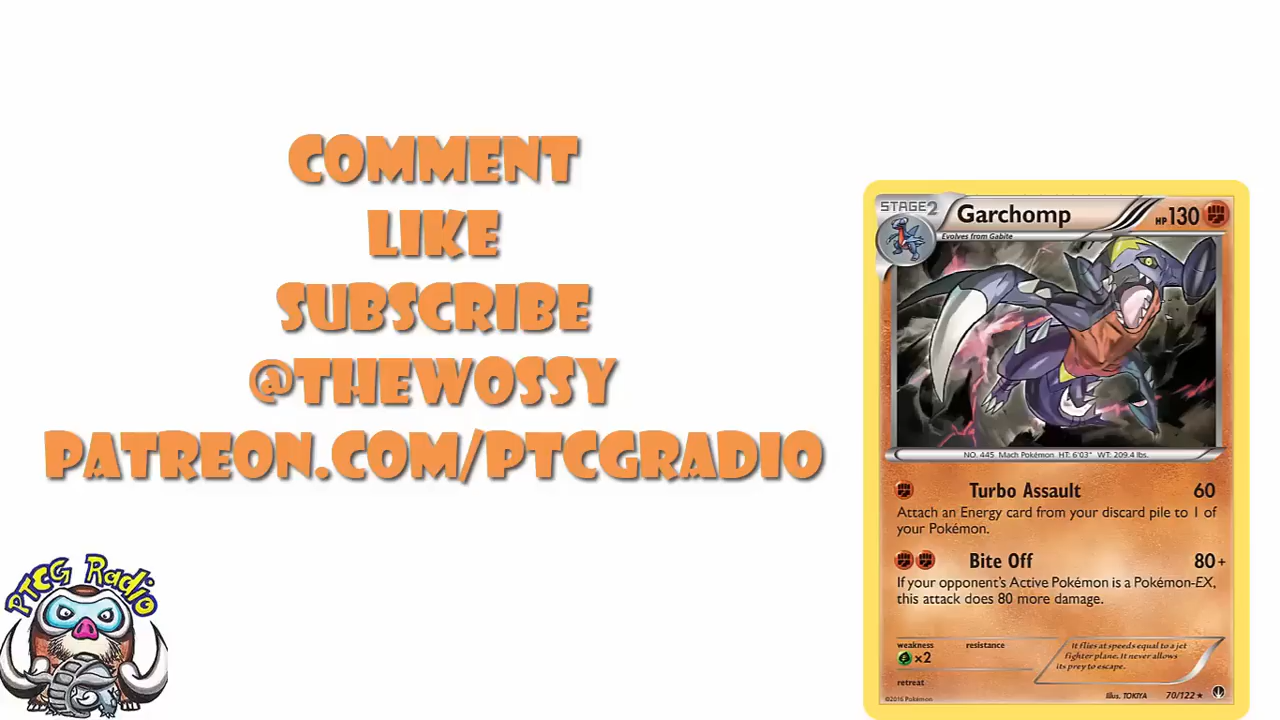 COMMENT
LIKE
SUBSCRIBE
@THEWOSSY
PATREON.COM/PTCGRADIO
PTCG Radio
STAGE2
Garchomp
HP130
Evolves from Gabite
NO. 445 Mach Pokémon HT: 6'03" WT: 209.4 lbs.
Turbo Assault 60
Attach an Energy card from your discard pile to 1 of
your Pokémon.
Bite Off 80+
If your opponent's Active Pokémon is a Pokémon-EX,
this attack does 80 more damage.
weakness resistance
×2
retreat
It flies at speeds equal to a jet
fighter plane. It never allows
its prey to escape.
©2016 Pokémon Illus. TOKIYA 70/122 ★